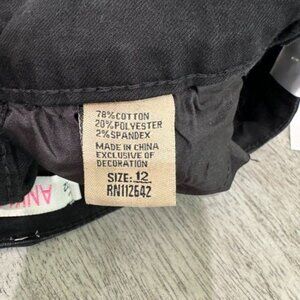 78% COTTON
20% POLYESTER
2% SPANDEX
MADE IN CHINA
EXCLUSIVE OF
DECORATION
SIZE: 12
RN112642